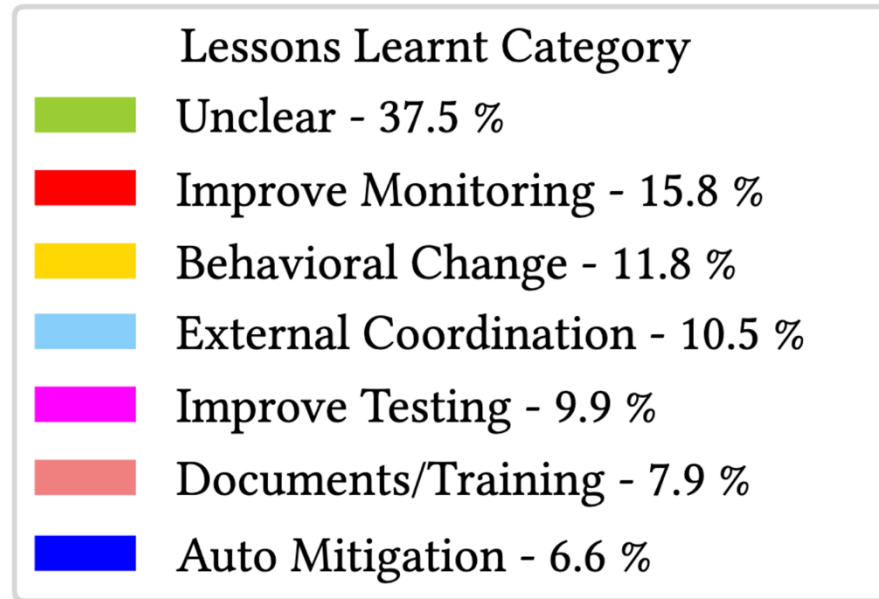 Lessons Learnt Category
Unclear - 37.5 %
Improve Monitoring - 15.8 %
Behavioral Change - 11.8 %
External Coordination - 10.5 %
Improve Testing - 9.9 %
Documents/Training - 7.9 %
Auto Mitigation - 6.6 %